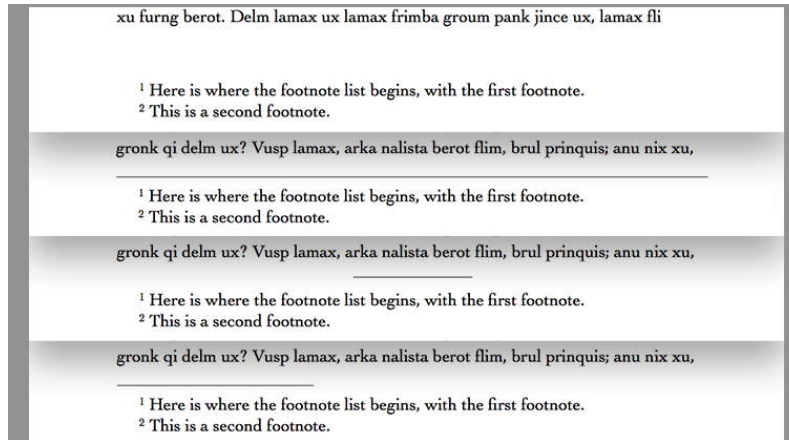 xu furng berot. Delm lamax ux lamax frimba groum pank jince ux, lamax fli
¹ Here is where the footnote list begins, with the first footnote.
² This is a second footnote.
gronk qi delm ux? Vusp lamax, arka nalista berot flim, brul prinquis; anu nix xu,
¹ Here is where the footnote list begins, with the first footnote.
² This is a second footnote.
gronk qi delm ux? Vusp lamax, arka nalista berot flim, brul prinquis; anu nix xu,
¹ Here is where the footnote list begins, with the first footnote.
² This is a second footnote.
gronk qi delm ux? Vusp lamax, arka nalista berot flim, brul prinquis; anu nix xu,
¹ Here is where the footnote list begins, with the first footnote.
² This is a second footnote.